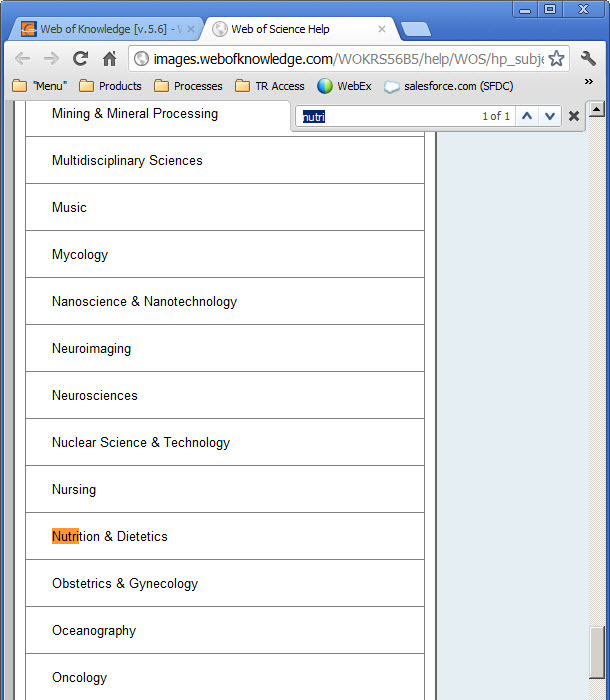 Web of Knowledge [v.5.6] - V
Web of Science Help
images.webofknowledge.com/WOKRS56B5/help/WOS/hp_subje
"Menu" Products Processes TR Access WebEx salesforce.com (SFDC) »
nutri 1 of 1
Mining & Mineral Processing
Multidisciplinary Sciences
Music
Mycology
Nanoscience & Nanotechnology
Neuroimaging
Neurosciences
Nuclear Science & Technology
Nursing
Nutrition & Dietetics
Obstetrics & Gynecology
Oceanography
Oncology